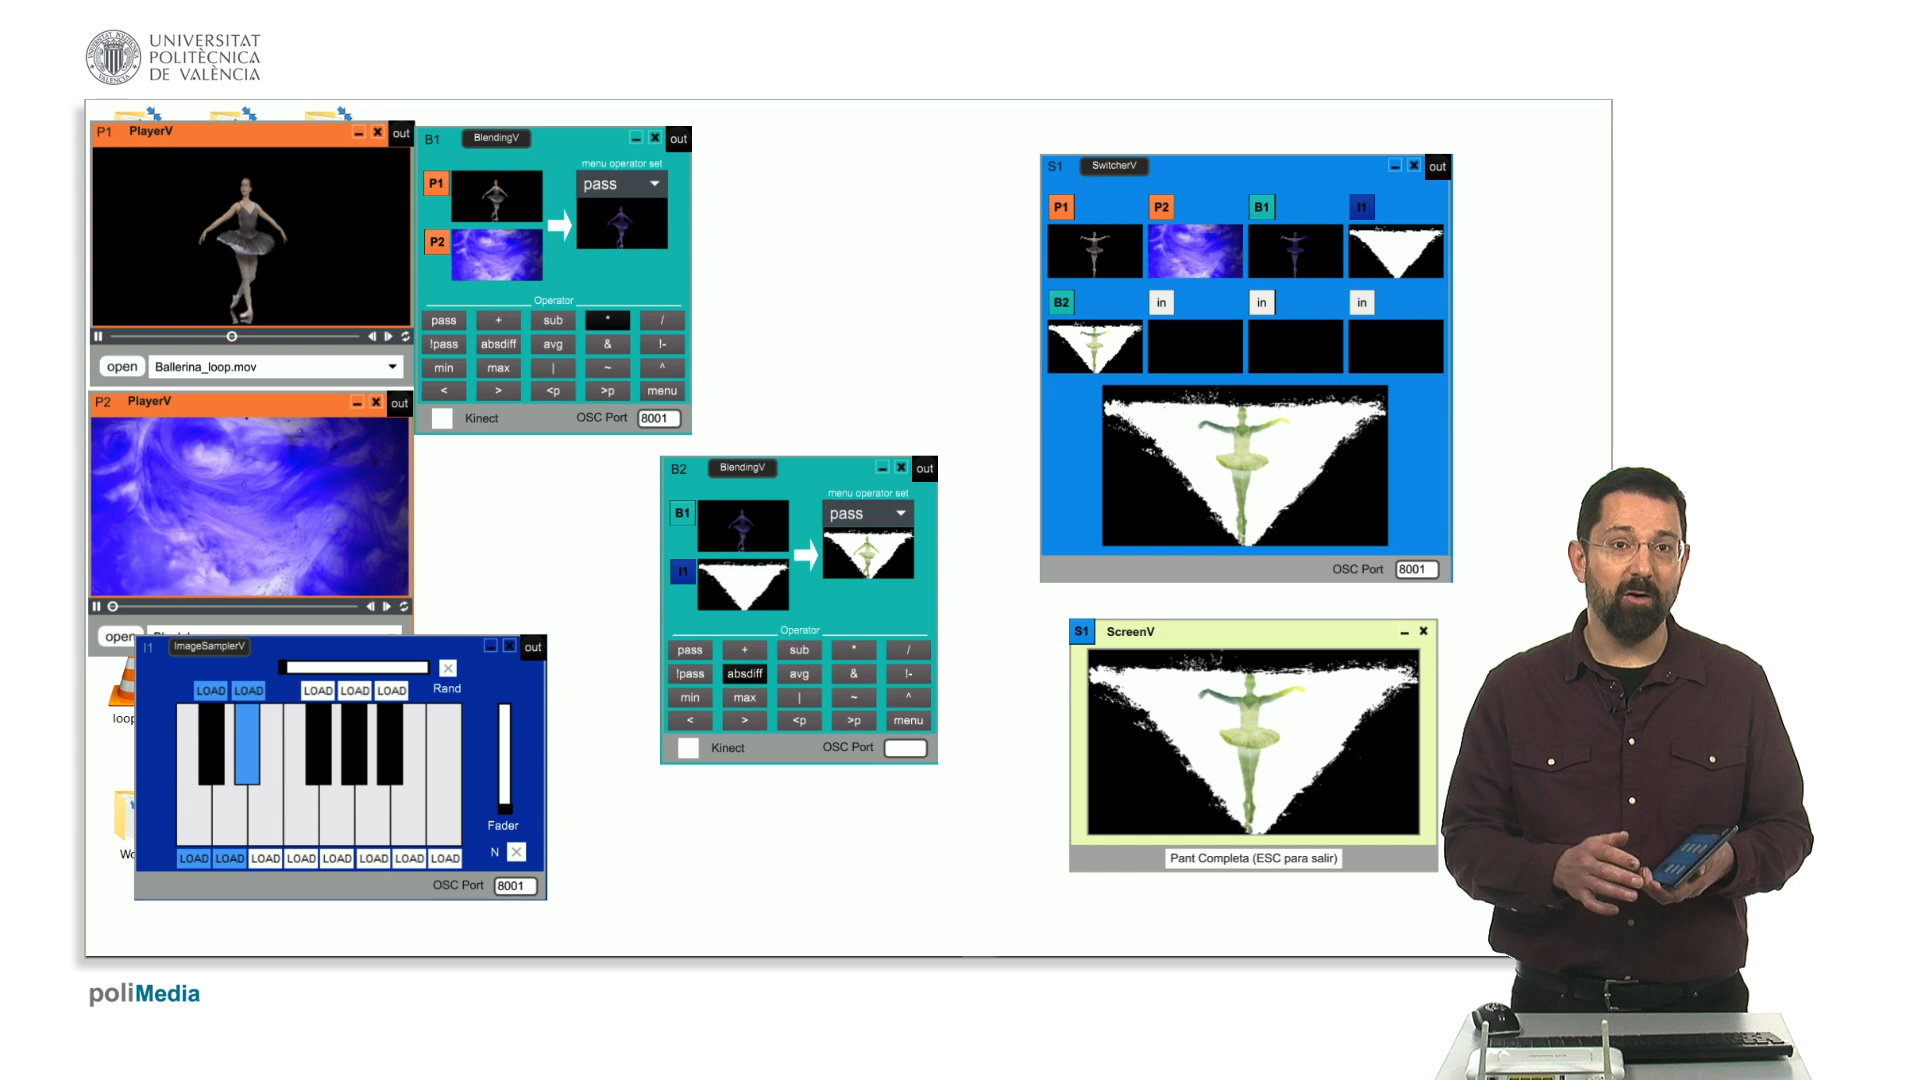 UNIVERSITAT
POLITÈCNICA
DE VALÈNCIA
P1 PlayerV out
open Ballerina_loop.mov
P2 PlayerV out
open
B1 BlendingV out
menu operator set
P1 pass
P2
Operator
pass + sub * /
!pass absdiff avg & !-
min max | ~ ^
< > <p >p menu
Kinect OSC Port 8001
I1 ImageSamplerV out
Rand
LOAD LOAD LOAD LOAD LOAD
Fader
N
LOAD LOAD LOAD LOAD LOAD LOAD LOAD LOAD
OSC Port 8001
loop
Wo
B2 BlendingV out
menu operator set
B1 pass
I1
Operator
pass + sub * /
!pass absdiff avg & !-
min max | ~ ^
< > <p >p menu
Kinect OSC Port
S1 SwitcherV out
P1 P2 B1 I1
B2 in in in
OSC Port 8001
S1 ScreenV
Pant Completa (ESC para salir)
poliMedia